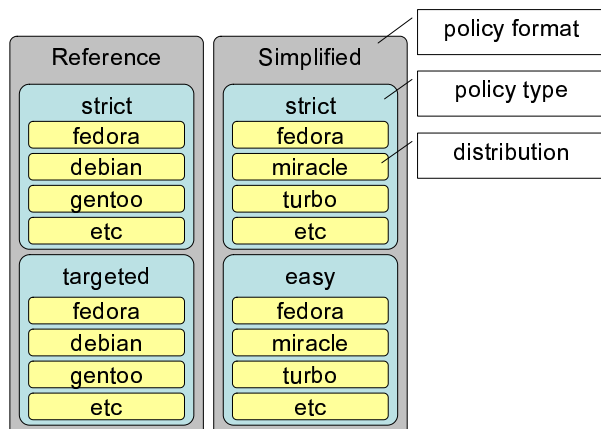 Reference
strict
fedora
debian
gentoo
etc
targeted
fedora
debian
gentoo
etc
Simplified
strict
fedora
miracle
turbo
etc
easy
fedora
miracle
turbo
etc
policy format
policy type
distribution